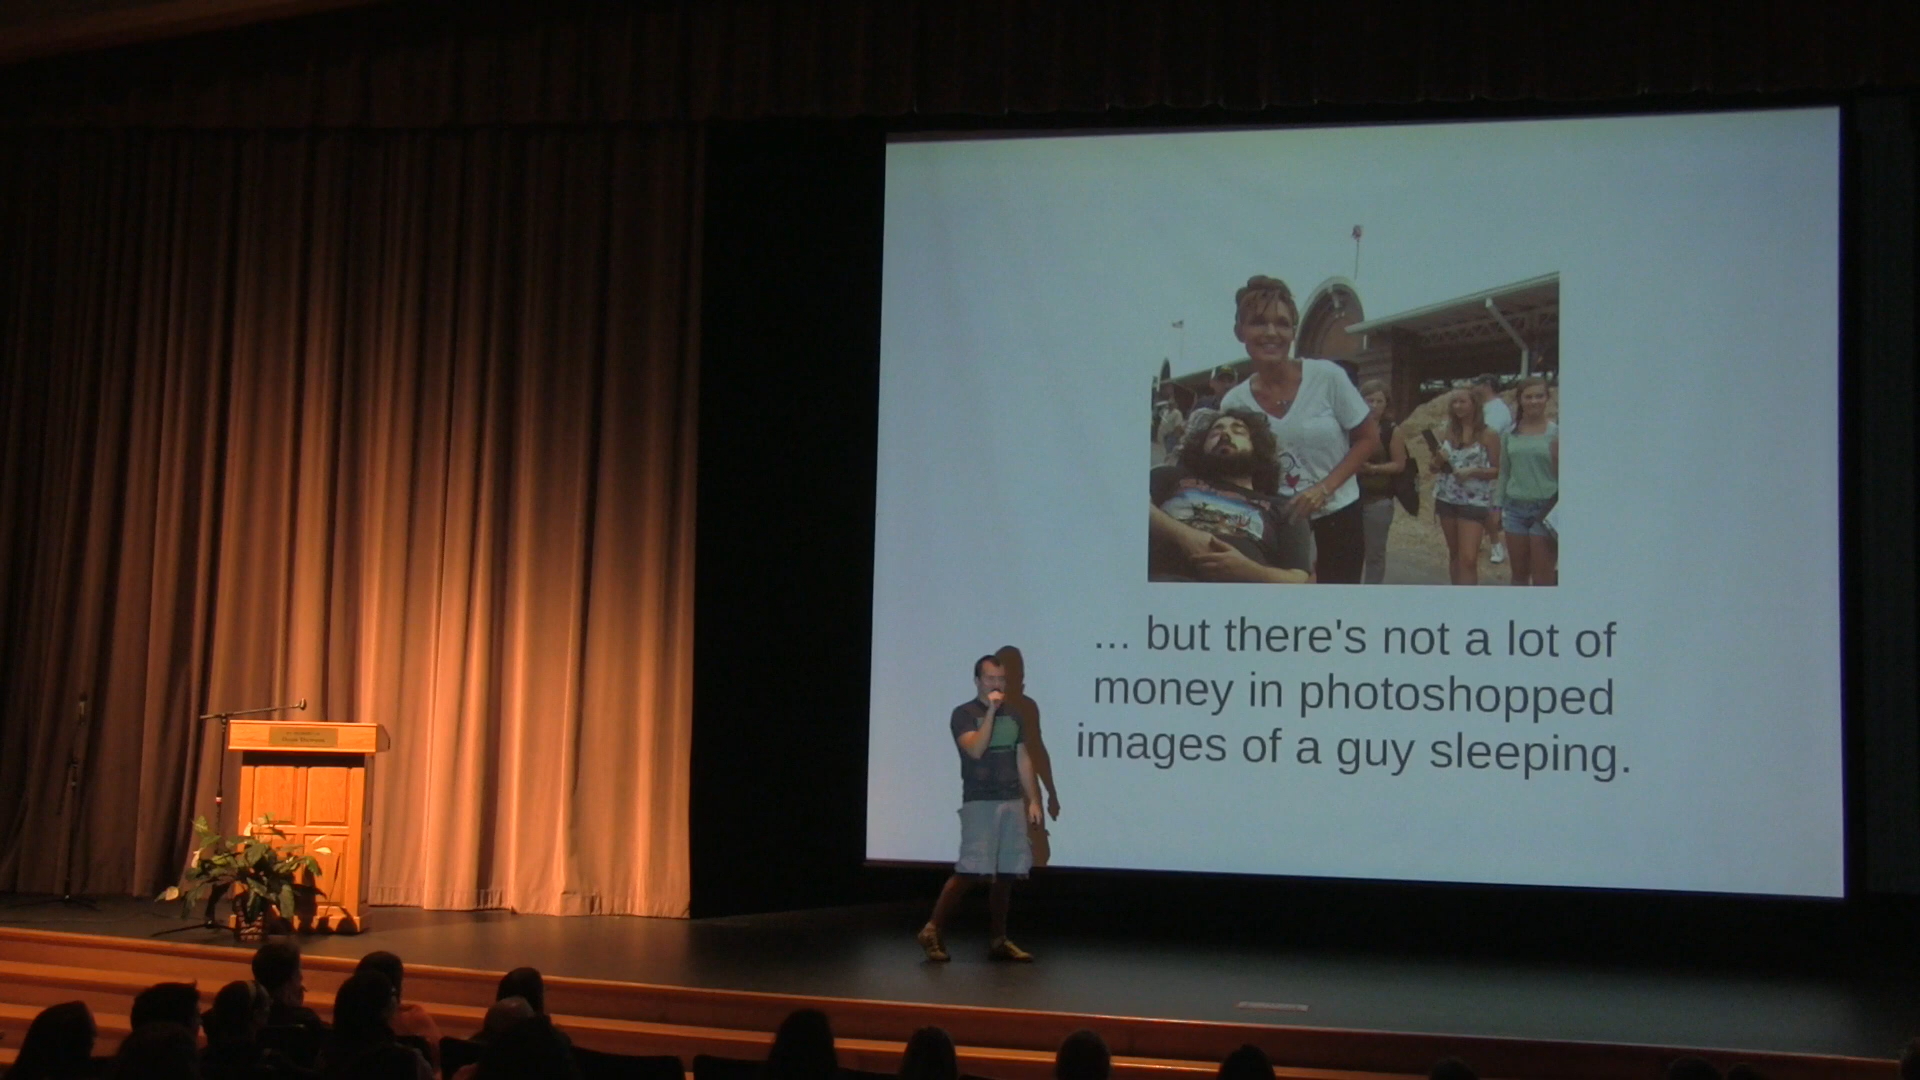 ... but there's not a lot of
money in photoshopped
images of a guy sleeping.